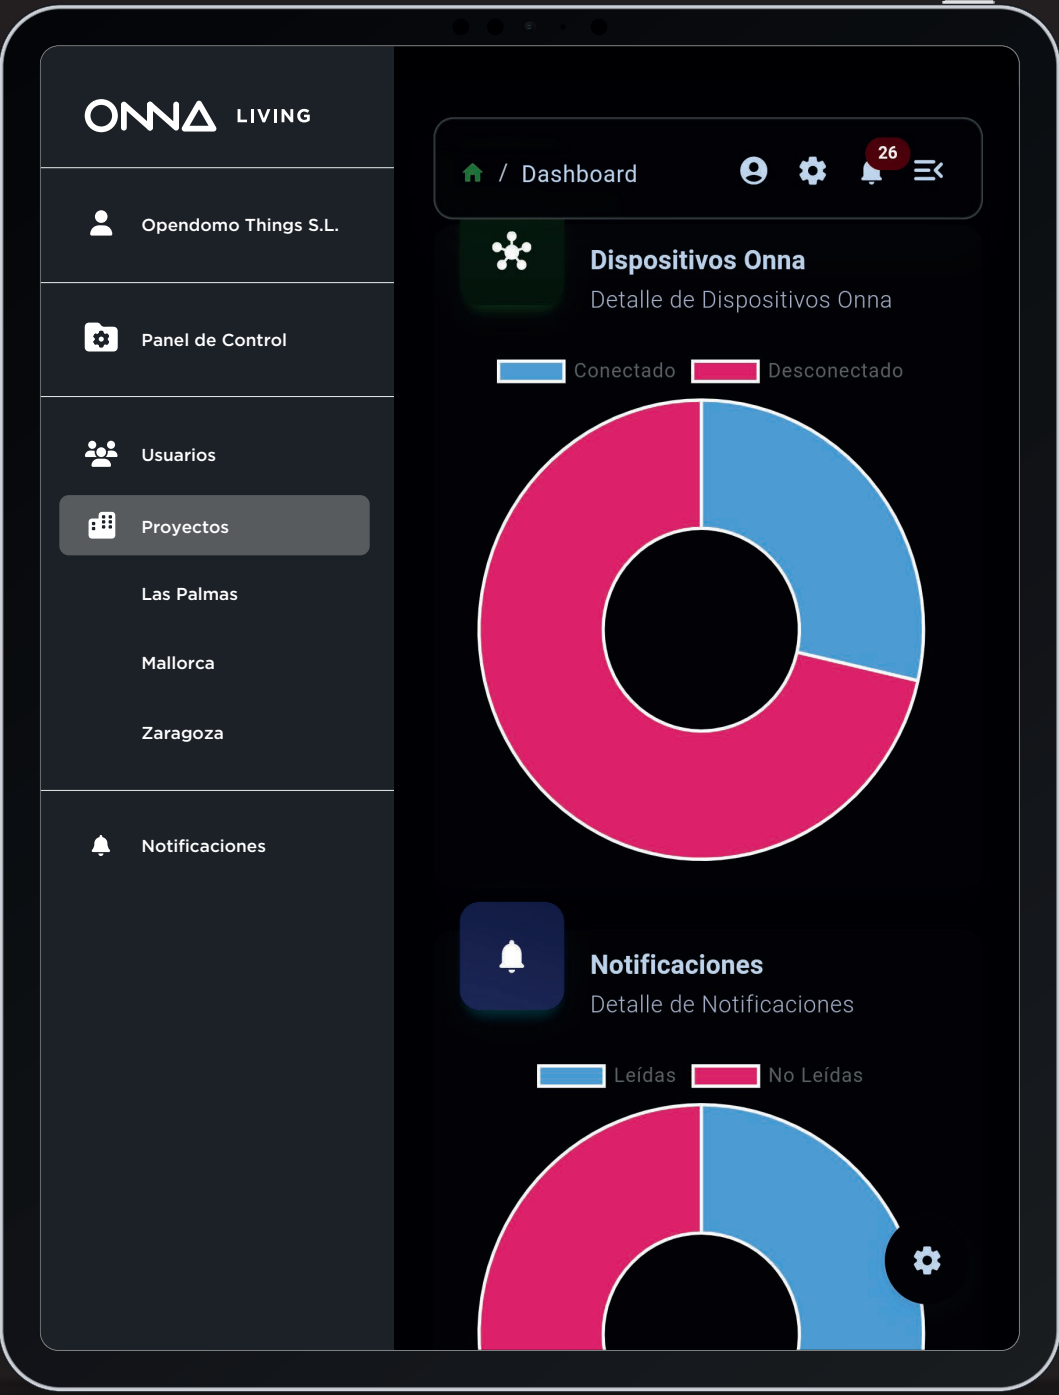 ONNA LIVING
Opendomo Things S.L.
Panel de Control
Usuarios
Proyectos
Las Palmas
Mallorca
Zaragoza
Notificaciones
/ Dashboard
26
Dispositivos Onna
Detalle de Dispositivos Onna
Conectado Desconectado
Notificaciones
Detalle de Notificaciones
Leídas No Leídas